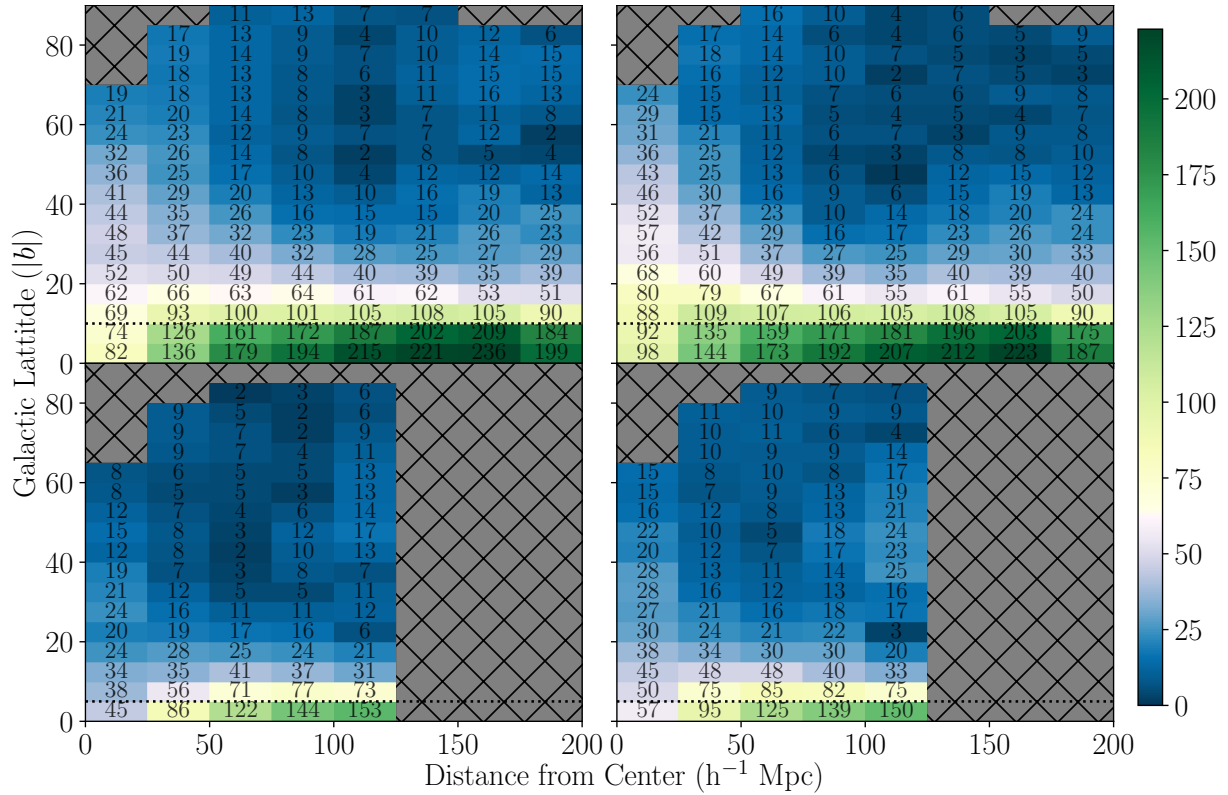 11 13 7 7 16 10 4 6
80 17 13 9 4 10 12 6 17 14 6 4 6 5 9
19 14 9 7 10 14 15 18 14 10 7 5 3 5
18 13 8 6 11 15 15 16 12 10 2 7 5 3
19 18 13 8 3 11 16 13 24 15 11 7 6 6 9 8
60 21 20 14 8 3 7 11 8 29 15 13 5 4 5 4 7
24 23 12 9 7 7 12 2 31 21 11 6 7 3 9 8
32 26 14 8 2 8 5 4 36 25 12 4 3 8 8 10
36 25 17 10 4 12 12 14 43 25 13 6 1 12 15 12
40 41 29 20 13 10 16 19 13 46 30 16 9 6 15 19 13
44 35 26 16 15 15 20 25 52 37 23 10 14 18 20 24
48 37 32 23 19 21 26 23 57 42 29 16 17 23 26 24
45 44 40 32 28 25 27 29 56 51 37 27 25 29 30 33
20 52 50 49 44 40 39 35 39 68 60 49 39 35 40 39 40
62 66 63 64 61 62 53 51 80 79 67 61 55 61 55 50
69 93 100 101 105 108 105 90 88 109 107 106 105 108 105 90
74 126 161 172 187 202 209 184 92 135 159 171 181 196 203 175
0 82 136 179 194 215 221 236 199 98 144 173 192 207 212 223 187
80 2 3 6 9 7 7
9 5 2 6 11 10 9 9
9 7 2 9 10 11 6 4
9 7 4 11 10 9 9 14
60 8 6 5 5 13 15 8 10 8 17
8 5 5 3 13 15 7 9 13 19
12 7 4 6 14 16 12 8 13 21
15 8 3 12 17 22 10 5 18 24
40 12 8 2 10 13 20 12 7 17 23
19 7 3 8 7 28 13 11 14 25
21 12 5 5 11 28 16 12 13 16
24 16 11 11 12 27 21 16 18 17
20 20 19 17 16 6 30 24 21 22 3
24 28 25 24 21 38 34 30 30 20
34 35 41 37 31 45 48 48 40 33
38 56 71 77 73 50 75 85 82 75
0 45 86 122 144 153 57 95 125 139 150
0 50 100 150 200 0 50 100 150 200
Galactic Lattitude (|b|)
Distance from Center (h⁻¹ Mpc)
200
175
150
125
100
75
50
25
0